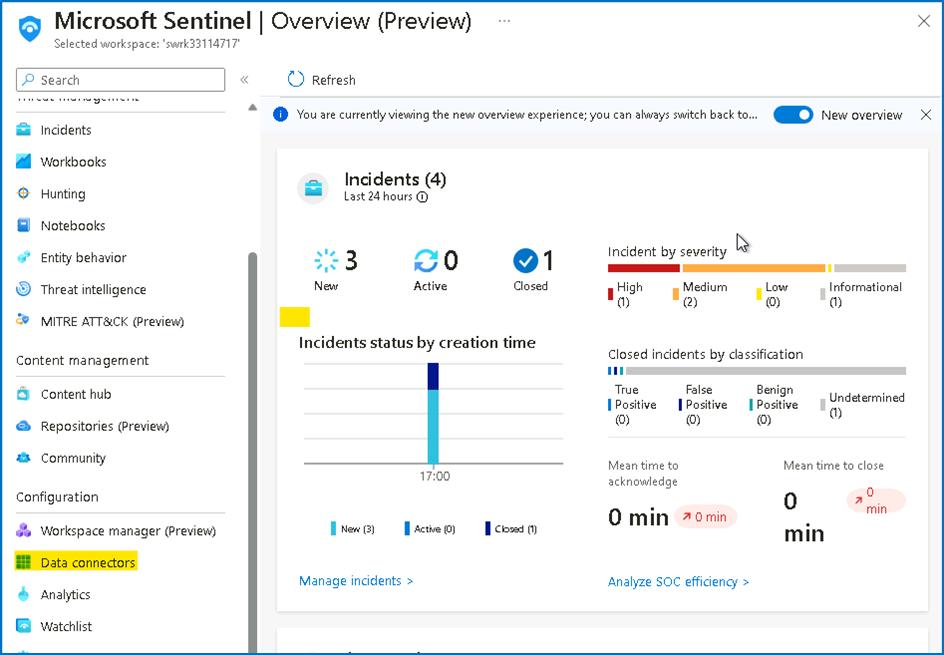 Microsoft Sentinel | Overview (Preview) ...
Selected workspace: 'swrk33114717'
Search
«
Refresh
Threat management
You are currently viewing the new overview experience; you can always switch back to...
New overview
Incidents
Workbooks
Hunting
Notebooks
Entity behavior
Threat intelligence
MITRE ATT&CK (Preview)
Content management
Content hub
Repositories (Preview)
Community
Configuration
Workspace manager (Preview)
Data connectors
Analytics
Watchlist
Incidents (4)
Last 24 hours
3
New
0
Active
1
Closed
Incident by severity
High (1)
Medium (2)
Low (0)
Informational (1)
Incidents status by creation time
17:00
New (3)
Active (0)
Closed (1)
Manage incidents >
Closed incidents by classification
True Positive (0)
False Positive (0)
Benign Positive (0)
Undetermined (1)
Mean time to acknowledge
0 min
0 min
Mean time to close
0 min
0 min
Analyze SOC efficiency >